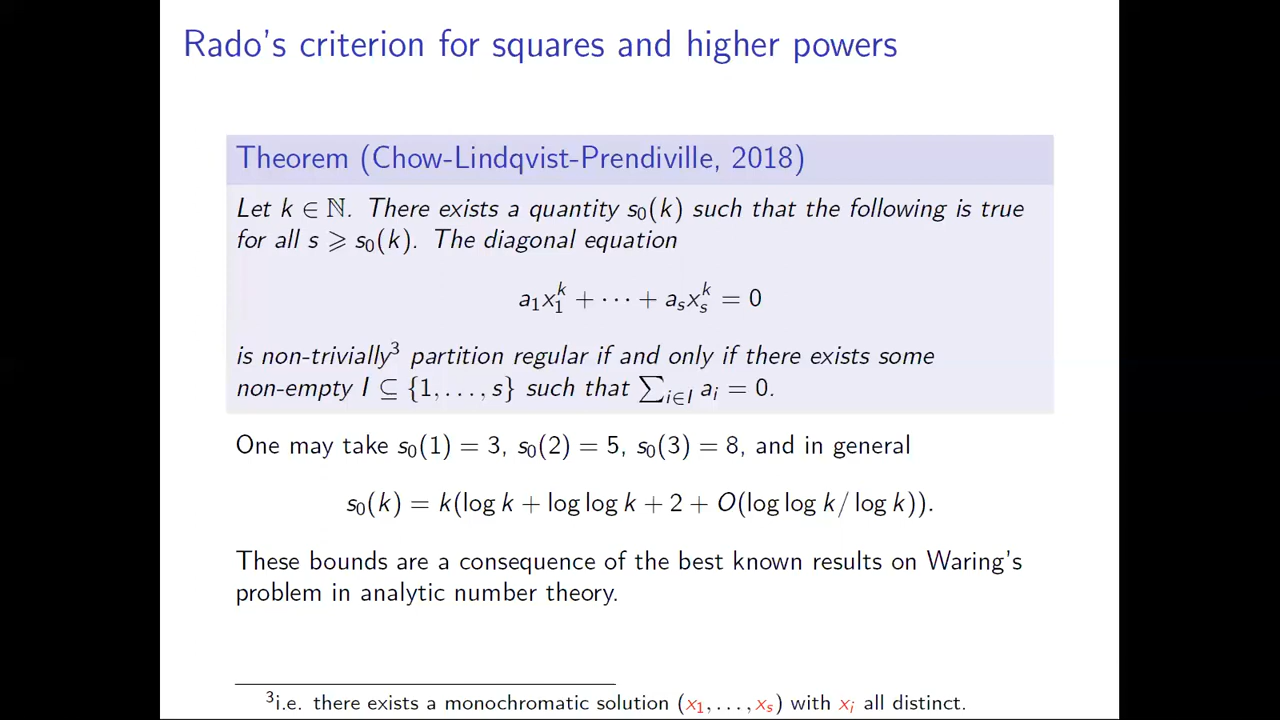 Rado's criterion for squares and higher powers
Theorem (Chow-Lindqvist-Prendiville, 2018)
Let k ∈ ℕ. There exists a quantity s₀(k) such that the following is true
for all s ⩾ s₀(k). The diagonal equation
a₁x₁ᵏ + ⋯ + aₛxₛᵏ = 0
is non-trivially³ partition regular if and only if there exists some
non-empty I ⊆ {1, . . . , s} such that ∑_{i∈I} aᵢ = 0.
One may take s₀(1) = 3, s₀(2) = 5, s₀(3) = 8, and in general
s₀(k) = k(log k + log log k + 2 + O(log log k/ log k)).
These bounds are a consequence of the best known results on Waring's
problem in analytic number theory.
³i.e. there exists a monochromatic solution (x₁, . . . , xₛ) with xᵢ all distinct.